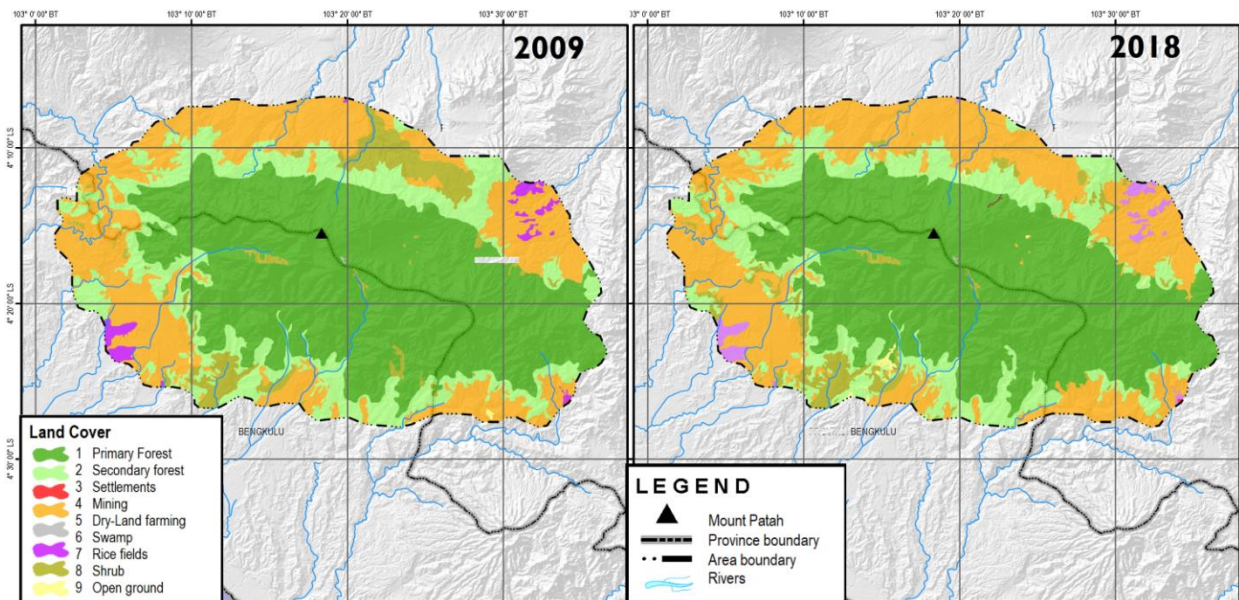 103° 0' 00" BT 103° 10' 00" BT 103° 20' 00" BT 103° 30' 00" BT
33° 0' 00" BT 103° 10' 00" BT 103° 20' 00" BT 103° 30' 00" BT
2009
2018
4° 10' 00" LS
4° 20' 00" LS
4° 30' 00" LS
BENGKULU
BENGKULU
Land Cover
1 Primary Forest
2 Secondary forest
3 Settlements
4 Mining
5 Dry-Land farming
6 Swamp
7 Rice fields
8 Shrub
9 Open ground
LEGEND
Mount Patah
Province boundary
Area boundary
Rivers